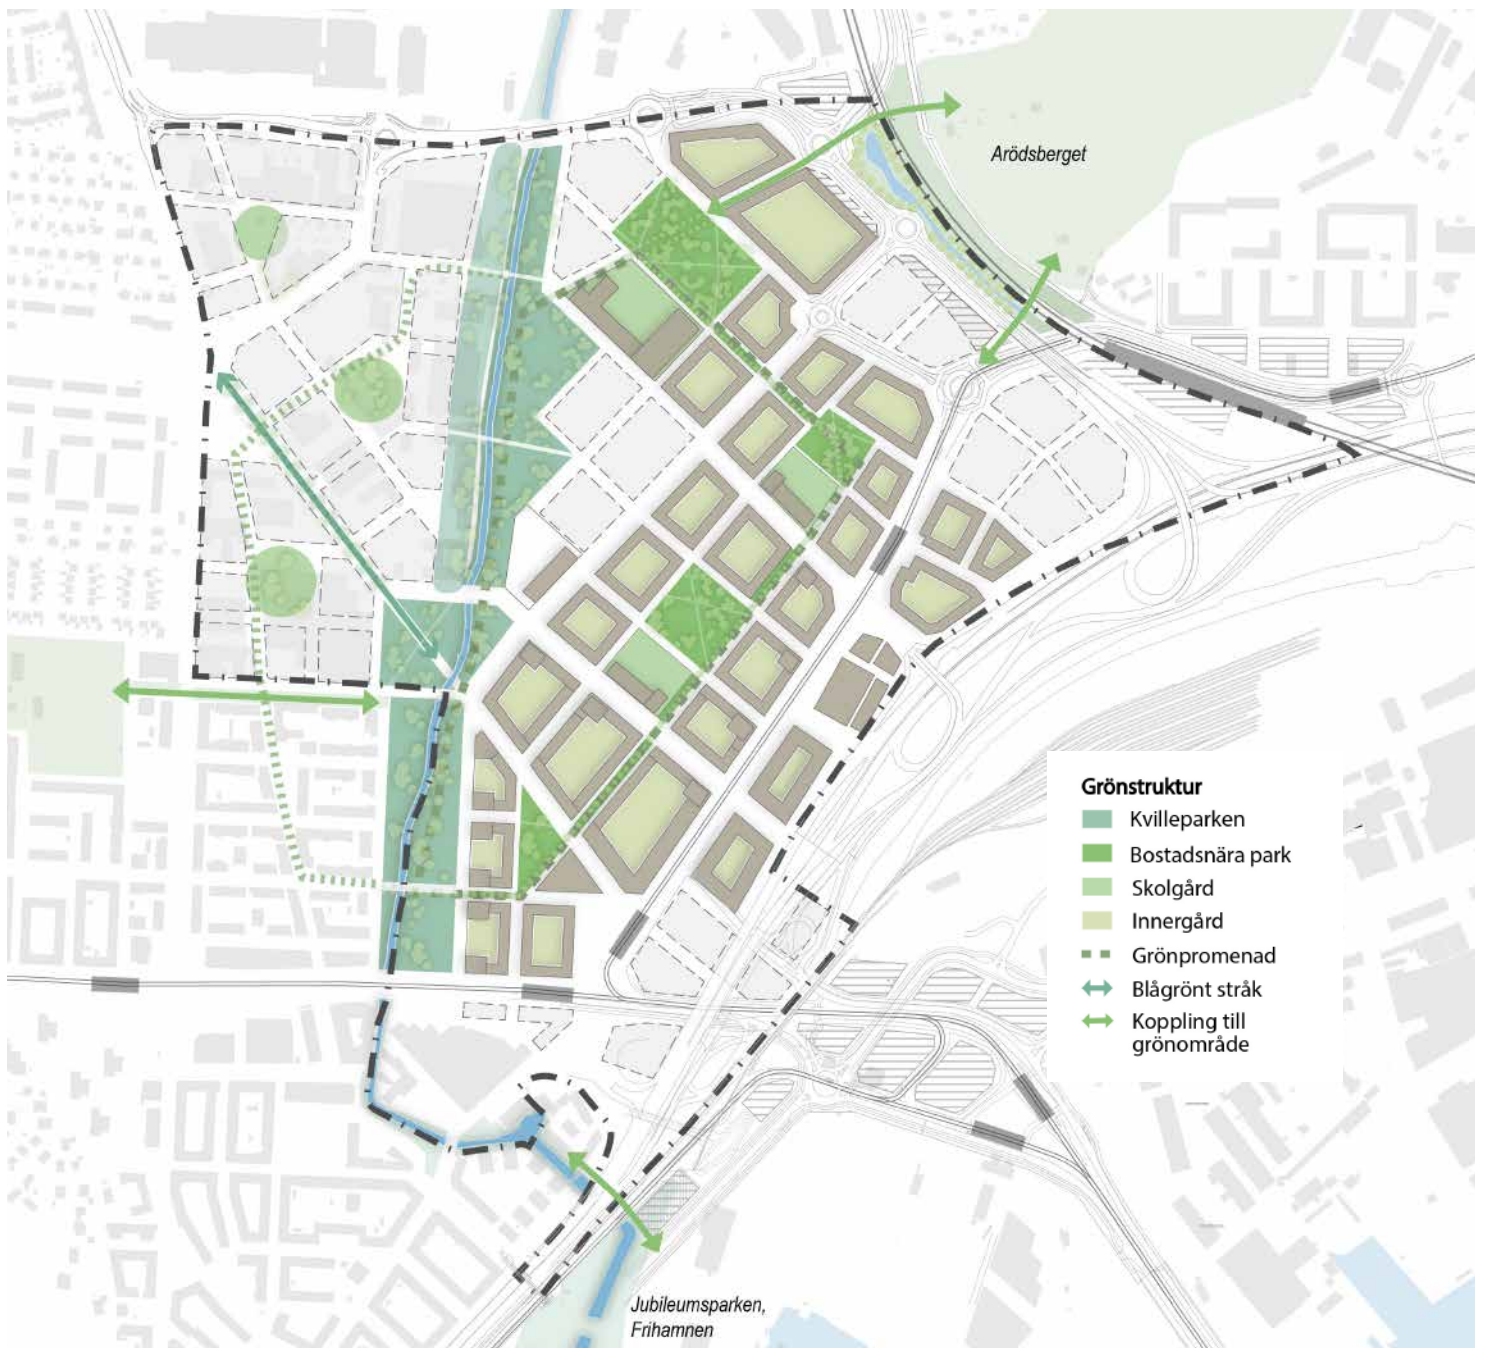 Arödsberget
Grönstruktur
Kvilleparken
Bostadsnära park
Skolgård
Innergård
Grönpromenad
Blågrönt stråk
Koppling till
grönområde
Jubileumsparken,
Frihamnen